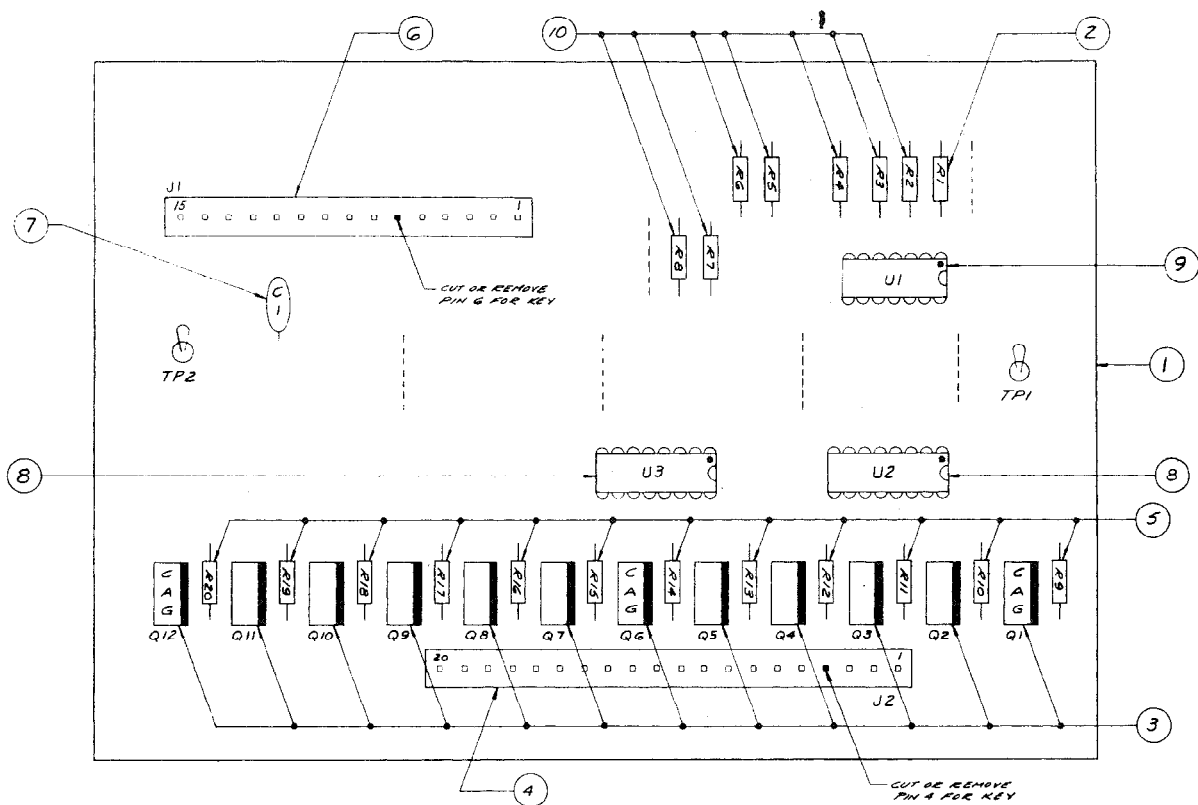 6
10
2
R6
R5
R4
R3
R2
R1
J1
15
1
7
C
1
R8
R7
U1
9
CUT OR REMOVE
PIN 6 FOR KEY
TP2
TP1
1
8
U3
U2
8
5
CAG
R20
R19
R18
R17
R16
R15
CAG
R14
R13
R12
R11
R10
CAG
R9
Q12
Q11
Q10
Q9
Q8
Q7
Q6
Q5
Q4
Q3
Q2
Q1
20
1
J2
3
4
CUT OR REMOVE
PIN 4 FOR KEY